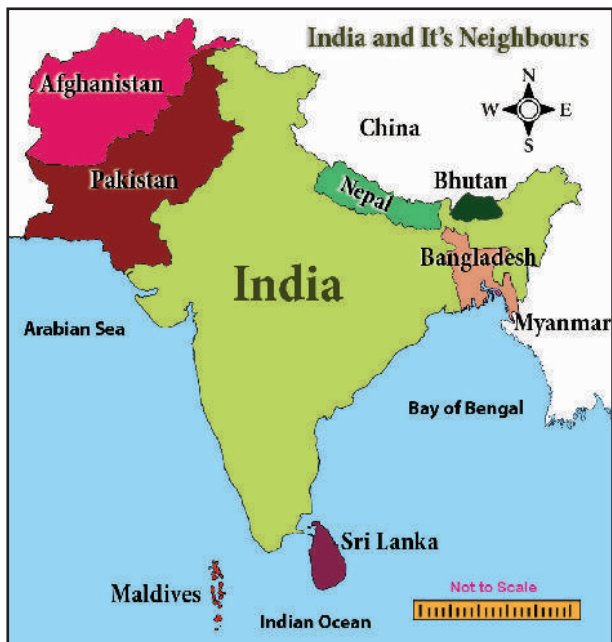 India and It's Neighbours
N
W E
S
Afghanistan
China
Pakistan
Nepal
Bhutan
Bangladesh
India
Arabian Sea
Myanmar
Bay of Bengal
Sri Lanka
Maldives
Not to Scale
Indian Ocean